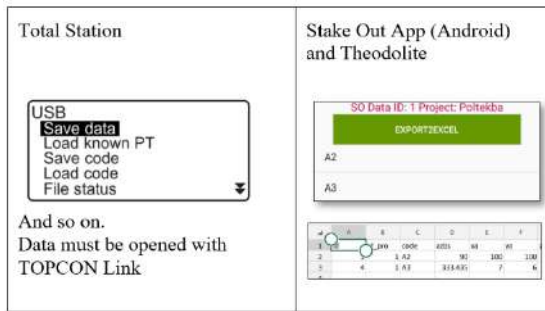 Total Station
USB
Save data
Load known PT
Save code
Load code
File status
And so on.
Data must be opened with
TOPCON Link
Stake Out App (Android)
and Theodolite
SO Data ID: 1 Project: Poltekba
EXPORT2EXCEL
A2
A3
A B C D E F
1 code
2 1 A2 90 100 100
3 4 1 A3 333.435 7 6